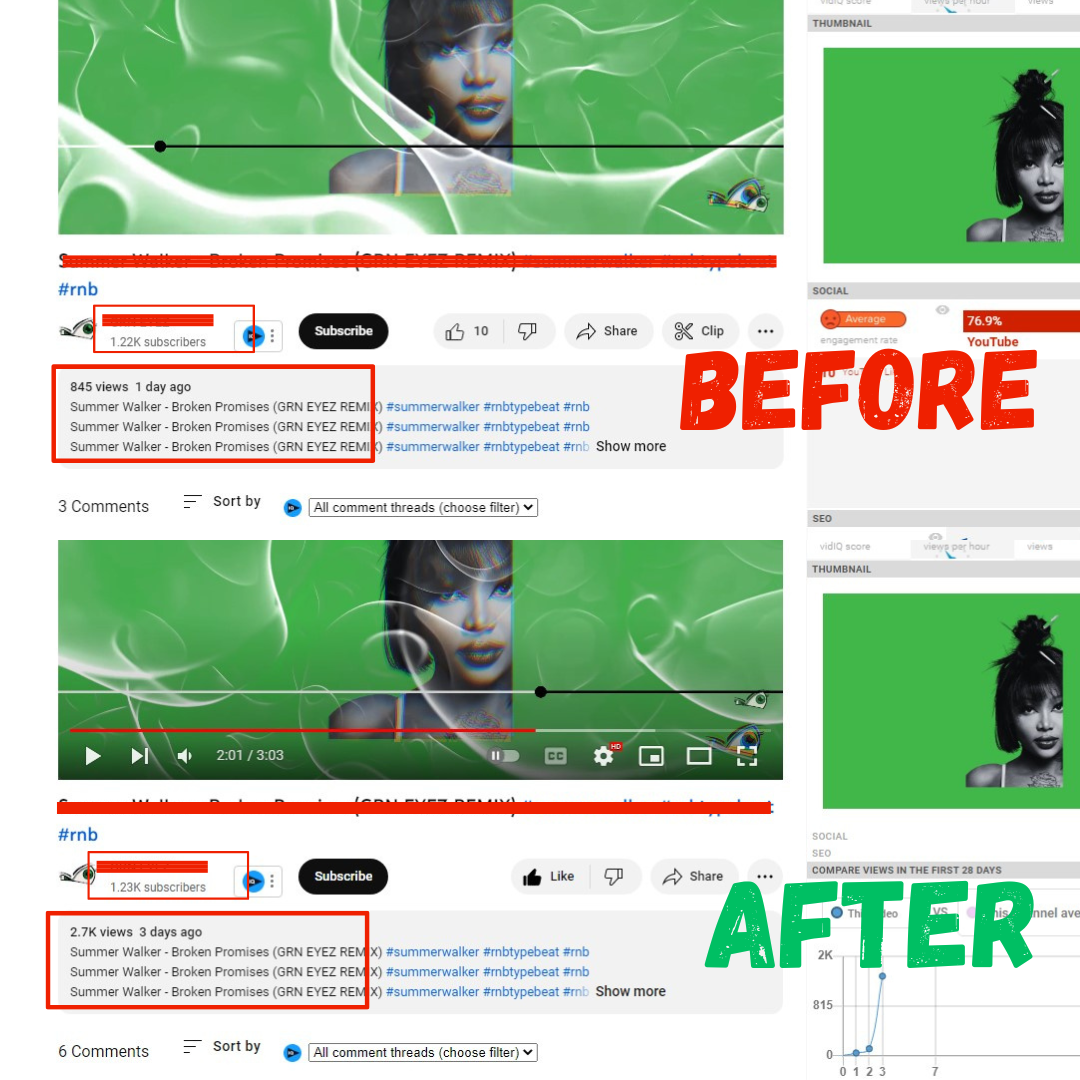 vidIQ score views per hour views
THUMBNAIL
#rnb
1.22K subscribers
Subscribe
10
Share
Clip
SOCIAL
Average
engagement rate
76.9%
YouTube
BEFORE
845 views 1 day ago
Summer Walker - Broken Promises (GRN EYEZ REMIX) #summerwalker #rnbtypebeat #rnb
Summer Walker - Broken Promises (GRN EYEZ REMIX) #summerwalker #rnbtypebeat #rnb
Summer Walker - Broken Promises (GRN EYEZ REMIX) #summerwalker #rnbtypebeat #rnb Show more
3 Comments Sort by All comment threads (choose filter)
SEO
vidIQ score views per hour views
THUMBNAIL
2:01 / 3:03
CC
HD
#rnb
1.23K subscribers
Subscribe
Like
Share
SOCIAL
SEO
COMPARE VIEWS IN THE FIRST 28 DAYS
VS
AFTER
2.7K views 3 days ago
Summer Walker - Broken Promises (GRN EYEZ REMIX) #summerwalker #rnbtypebeat #rnb
Summer Walker - Broken Promises (GRN EYEZ REMIX) #summerwalker #rnbtypebeat #rnb
Summer Walker - Broken Promises (GRN EYEZ REMIX) #summerwalker #rnbtypebeat #rnb Show more
6 Comments Sort by All comment threads (choose filter)
2K
815
0
0 1 2 3 7